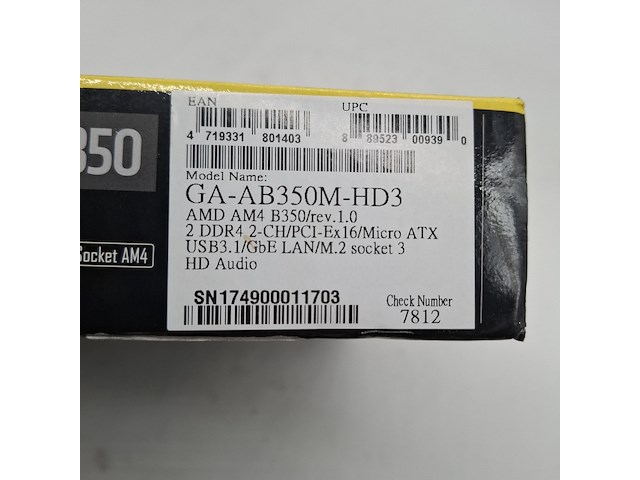 EAN UPC
4 719331 801403 8 89523 00939 0
Model Name:
GA-AB350M-HD3
AMD AM4 B350/rev.1.0
2 DDR4 2-CH/PCI-Ex16/Micro ATX
USB3.1/GbE LAN/M.2 socket 3
HD Audio
SN174900011703
Check Number
7812
350
Socket AM4